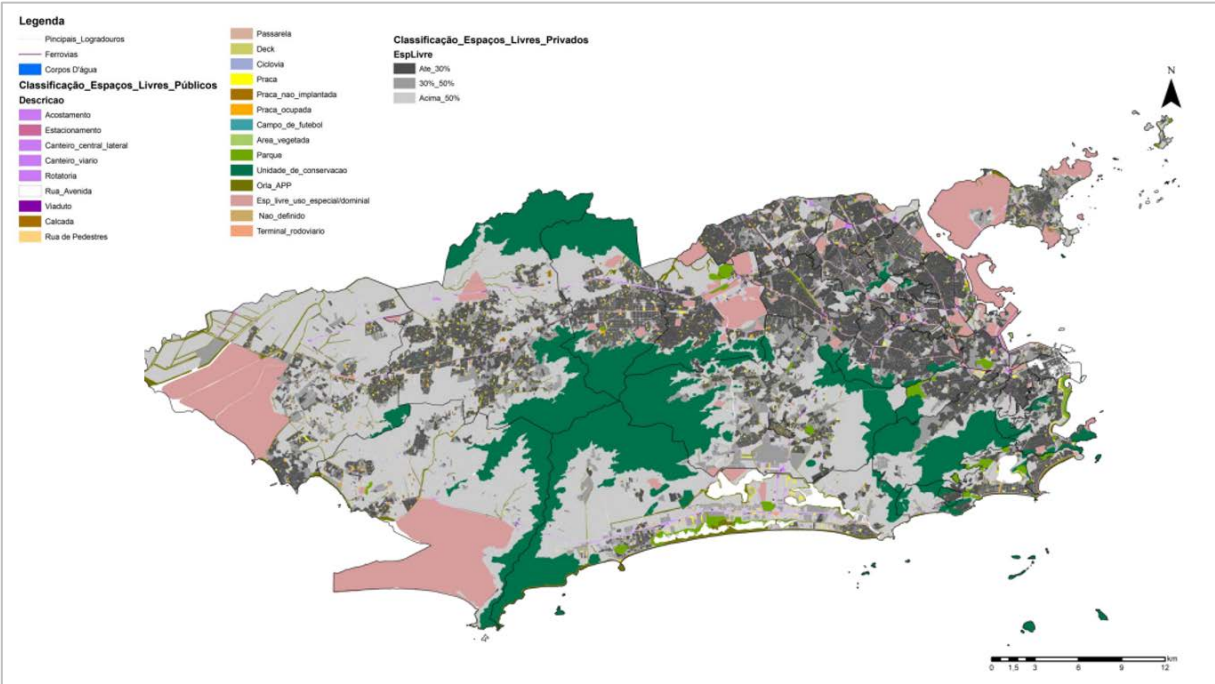 Legenda
Pincipais_Logradouros
Ferrovias
Corpos D'água
Classificação_Espaços_Livres_Públicos
Descricao
Acostamento
Estacionamento
Canteiro_central_lateral
Canteiro_viario
Rotatoria
Rua_Avenida
Viaduto
Calcada
Rua de Pedestres
Passarela
Deck
Ciclovia
Praca
Praca_nao_implantada
Praca_ocupada
Campo_de_futebol
Area_vegetada
Parque
Unidade_de_conservacao
Orla_APP
Esp_livre_uso_especial/dominial
Nao_definido
Terminal_rodoviario
Classificação_Espaços_Livres_Privados
EspLivre
Ate_30%
30%_50%
Acima_50%
N
km
0 1,5 3 6 9 12